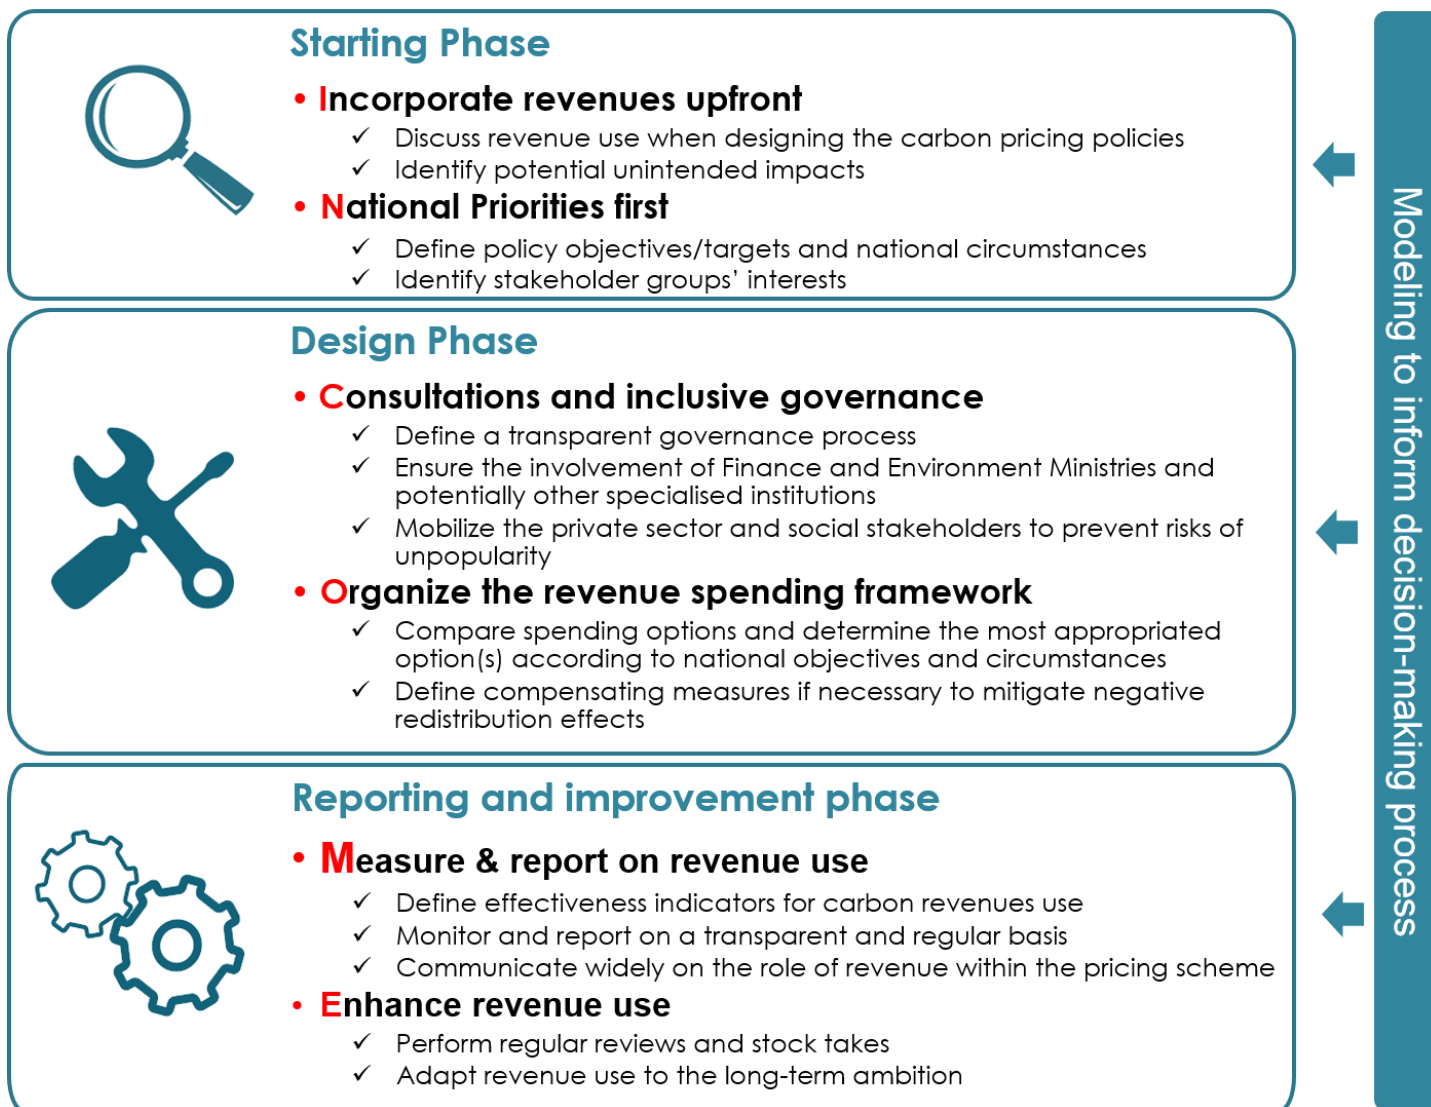 Starting Phase
• Incorporate revenues upfront
✓ Discuss revenue use when designing the carbon pricing policies
✓ Identify potential unintended impacts
• National Priorities first
✓ Define policy objectives/targets and national circumstances
✓ Identify stakeholder groups’ interests
Design Phase
• Consultations and inclusive governance
✓ Define a transparent governance process
✓ Ensure the involvement of Finance and Environment Ministries and
potentially other specialised institutions
✓ Mobilize the private sector and social stakeholders to prevent risks of
unpopularity
• Organize the revenue spending framework
✓ Compare spending options and determine the most appropriated
option(s) according to national objectives and circumstances
✓ Define compensating measures if necessary to mitigate negative
redistribution effects
Reporting and improvement phase
• Measure & report on revenue use
✓ Define effectiveness indicators for carbon revenues use
✓ Monitor and report on a transparent and regular basis
✓ Communicate widely on the role of revenue within the pricing scheme
• Enhance revenue use
✓ Perform regular reviews and stock takes
✓ Adapt revenue use to the long-term ambition
Modeling to inform decision-making process